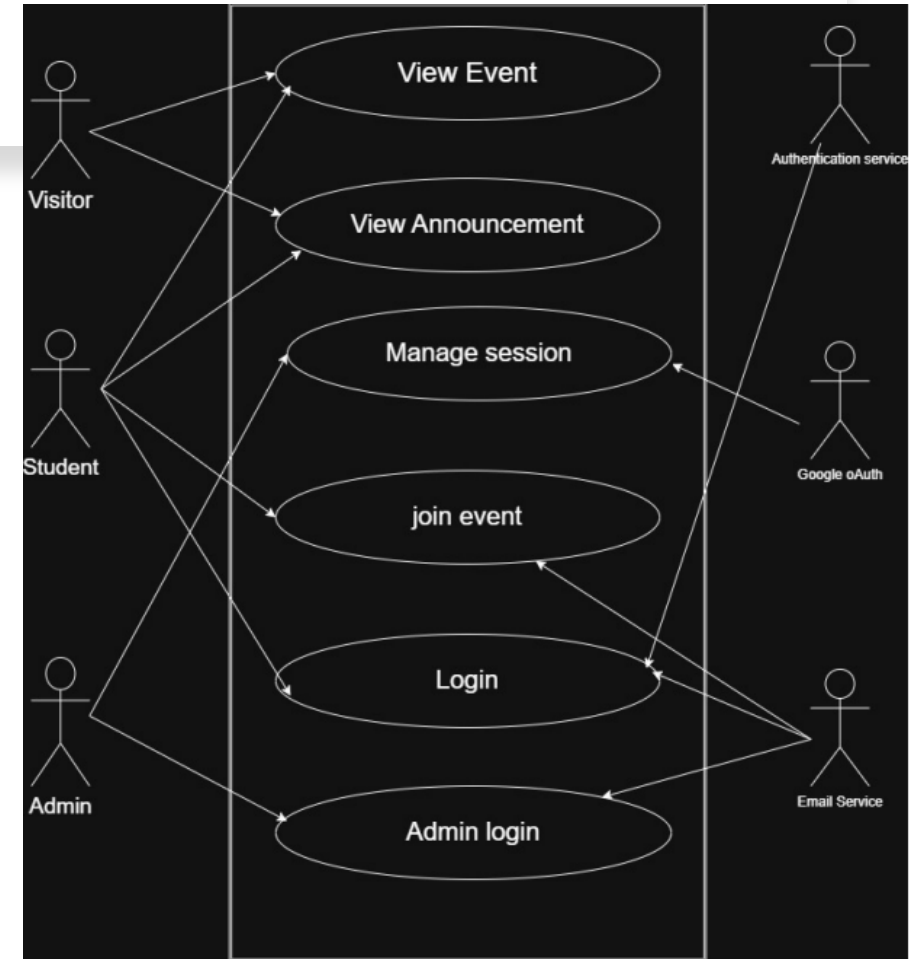 View Event
Authentication service
Visitor
View Announcement
Manage session
Student
Google oAuth
join event
Login
Admin
Email Service
Admin login